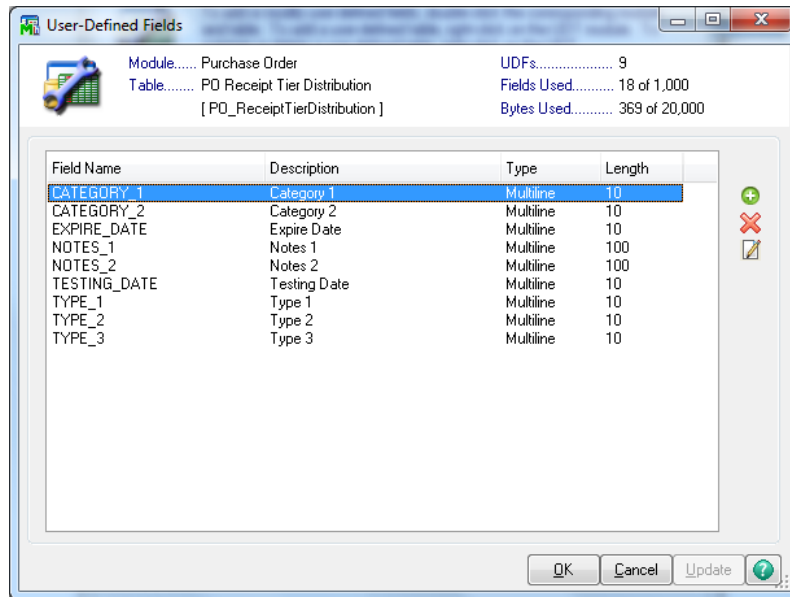 User-Defined Fields
Module...... Purchase Order
Table........ PO Receipt Tier Distribution
[ PO_ReceiptTierDistribution ]
UDFs................... 9
Fields Used.......... 18 of 1,000
Bytes Used.......... 369 of 20,000
Field Name Description Type Length
CATEGORY_1 Category 1 Multiline 10
CATEGORY_2 Category 2 Multiline 10
EXPIRE_DATE Expire Date Multiline 10
NOTES_1 Notes 1 Multiline 100
NOTES_2 Notes 2 Multiline 100
TESTING_DATE Testing Date Multiline 10
TYPE_1 Type 1 Multiline 10
TYPE_2 Type 2 Multiline 10
TYPE_3 Type 3 Multiline 10
OK Cancel Update